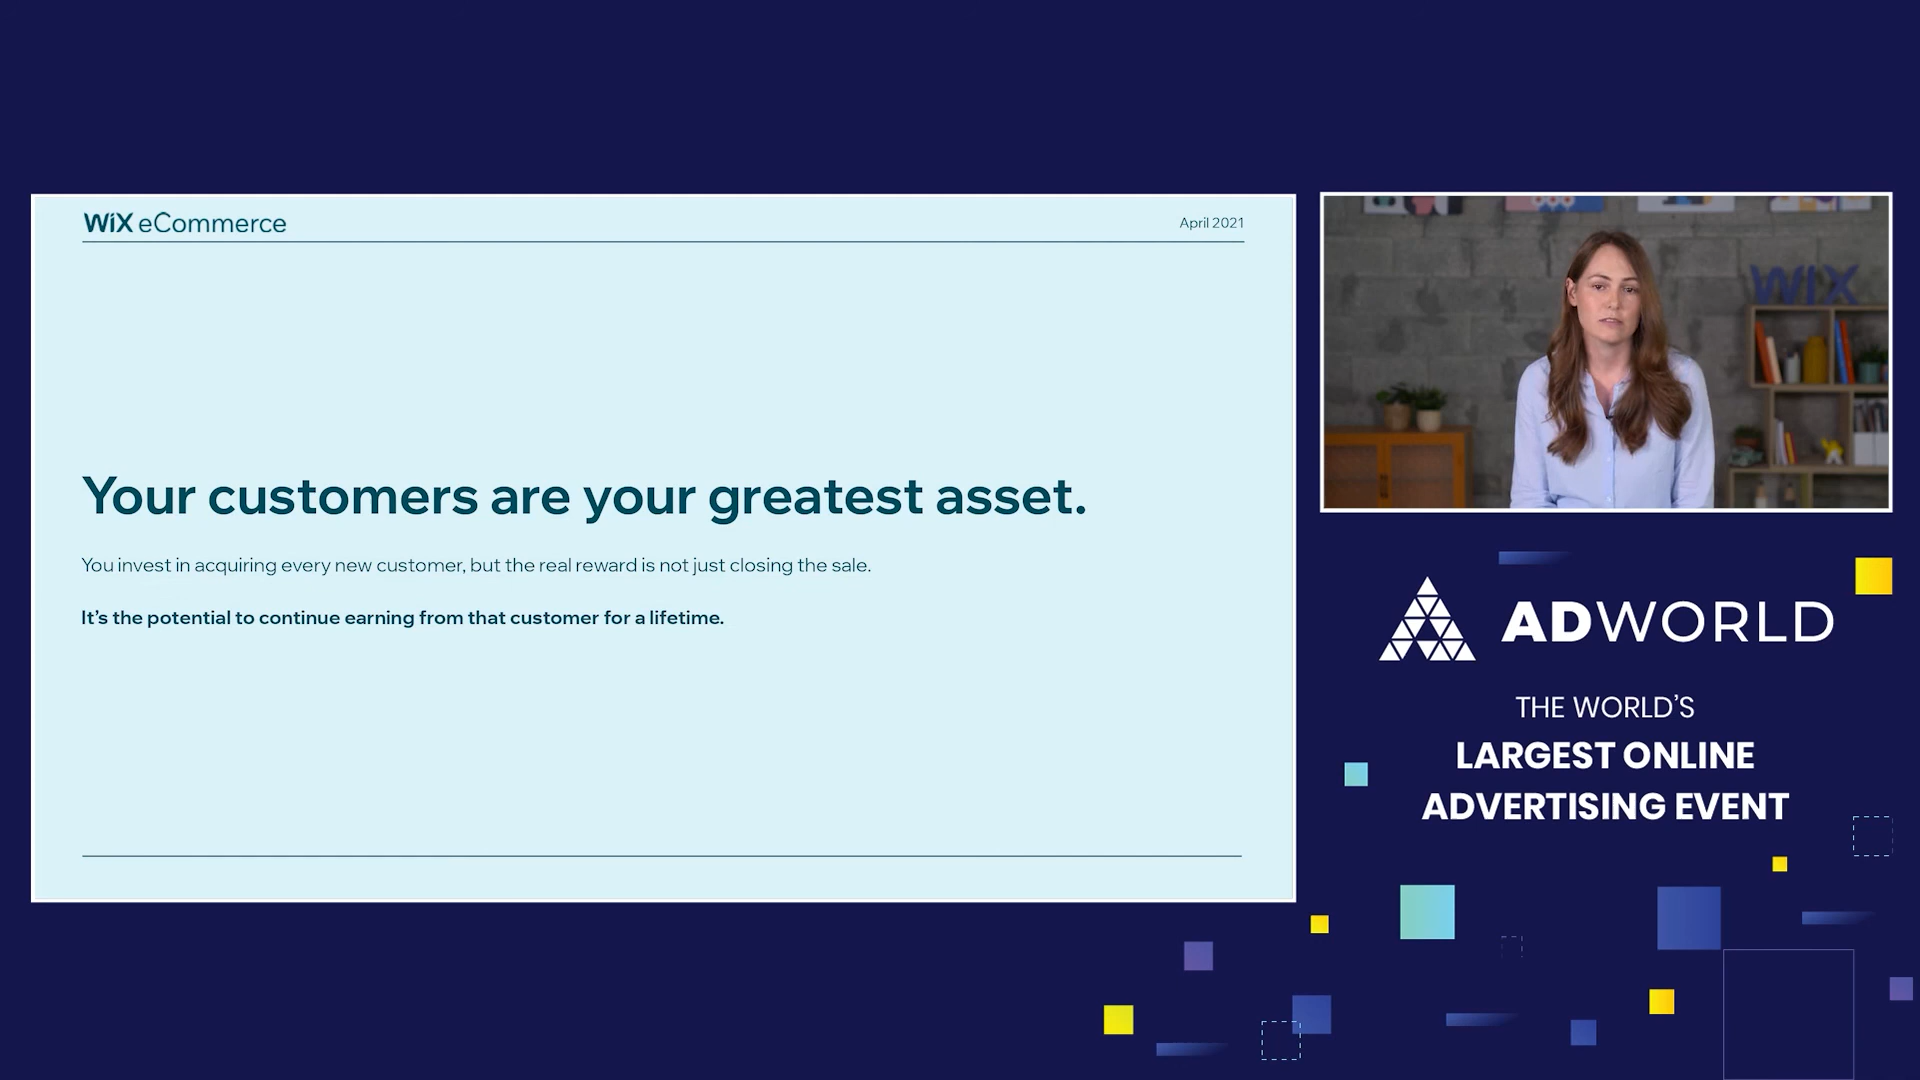 WiX eCommerce
April 2021
Your customers are your greatest asset.
You invest in acquiring every new customer, but the real reward is not just closing the sale.
It's the potential to continue earning from that customer for a lifetime.
WIX
ADWORLD
THE WORLD'S
LARGEST ONLINE
ADVERTISING EVENT